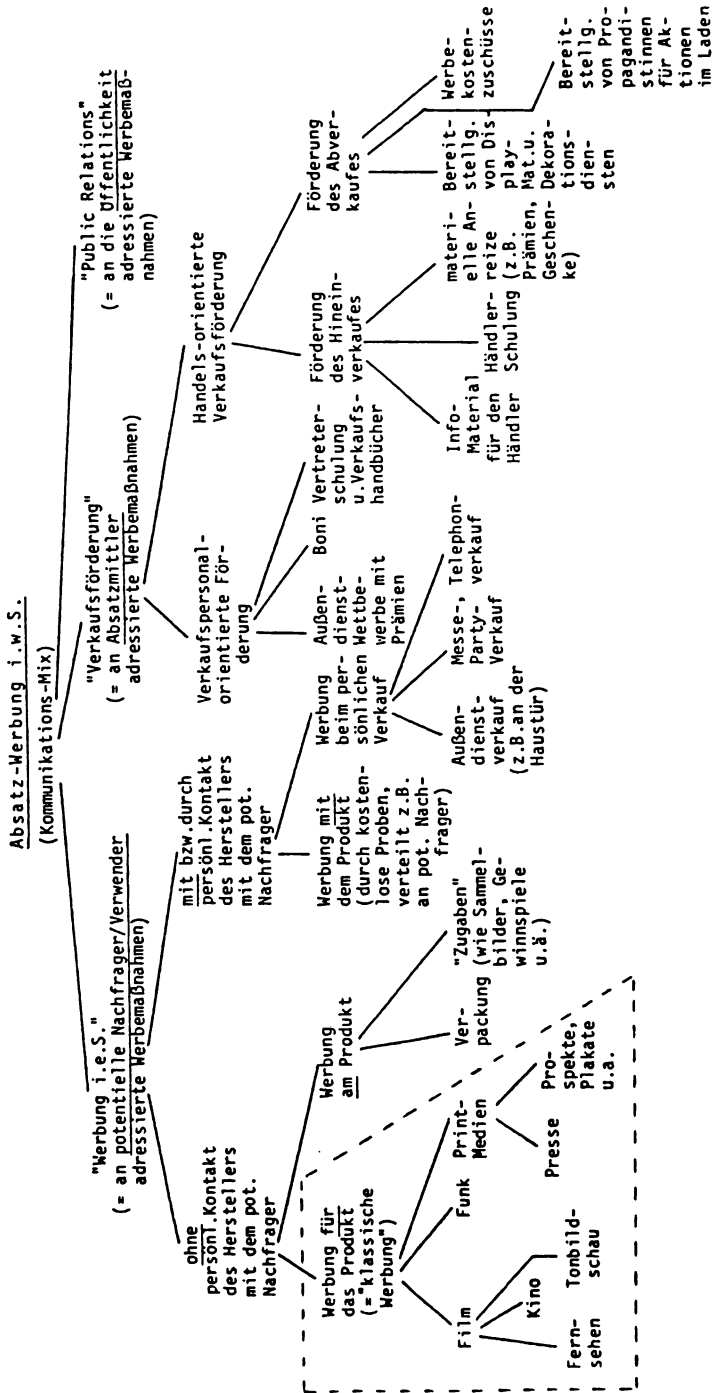 Absatz-Werbung i.w.S.
(Kommunikations-Mix)
"Werbung i.e.S."
(= an potentielle Nachfrager/Verwender
adressierte Werbemaßnahmen)
"Verkaufsförderung"
(= an Absatzmittler
adressierte Werbemaßnahmen)
"Public Relations"
(= an die Öffentlichkeit
adressierte Werbemaß-
nahmen)
ohne
persönl.Kontakt
des Herstellers
mit dem pot.
Nachfrager
mit bzw.durch
persönl.Kontakt
des Herstellers
mit dem pot.
Nachfrager
Verkaufspersonal-
orientierte För-
derung
Handels-orientierte
Verkaufsförderung
Werbung für
das Produkt
(="klassische
Werbung")
Werbung
am Produkt
Werbung mit
dem Produkt
(durch kosten-
lose Proben,
verteilt z.B.
an pot. Nach-
frager)
Werbung
beim per-
sönlichen
Verkauf
Außen-
dienst-
Wettbe-
werbe mit
Prämien
Boni
Vertreter-
schulung
u.Verkaufs-
handbücher
Förderung
des Hinein-
verkaufes
Förderung
des Abver-
kaufes
Film
Funk
Print-
Medien
Ver-
packung
"Zugaben"
(wie Sammel-
bilder, Ge-
winnspiele
u.ä.)
Außen-
dienst-
verkauf
(z.B.an der
Haustür)
Messe-,
Party-
Verkauf
Telephon-
verkauf
Info-
Material
für den
Händler
Händler-
Schulung
materi-
elle An-
reize
(z.B.
Prämien,
Geschen-
ke)
Bereit-
stellg.
von Dis-
play-
Mat.u.
Dekora-
tions-
dien-
sten
Werbe-
kosten-
zuschüsse
Bereit-
stellg.
von Pro-
pagandi-
stinnen
für Ak-
tionen
im Laden
Fern-
sehen
Kino
Tonbild-
schau
Presse
Pro-
spekte,
Plakate
u.a.